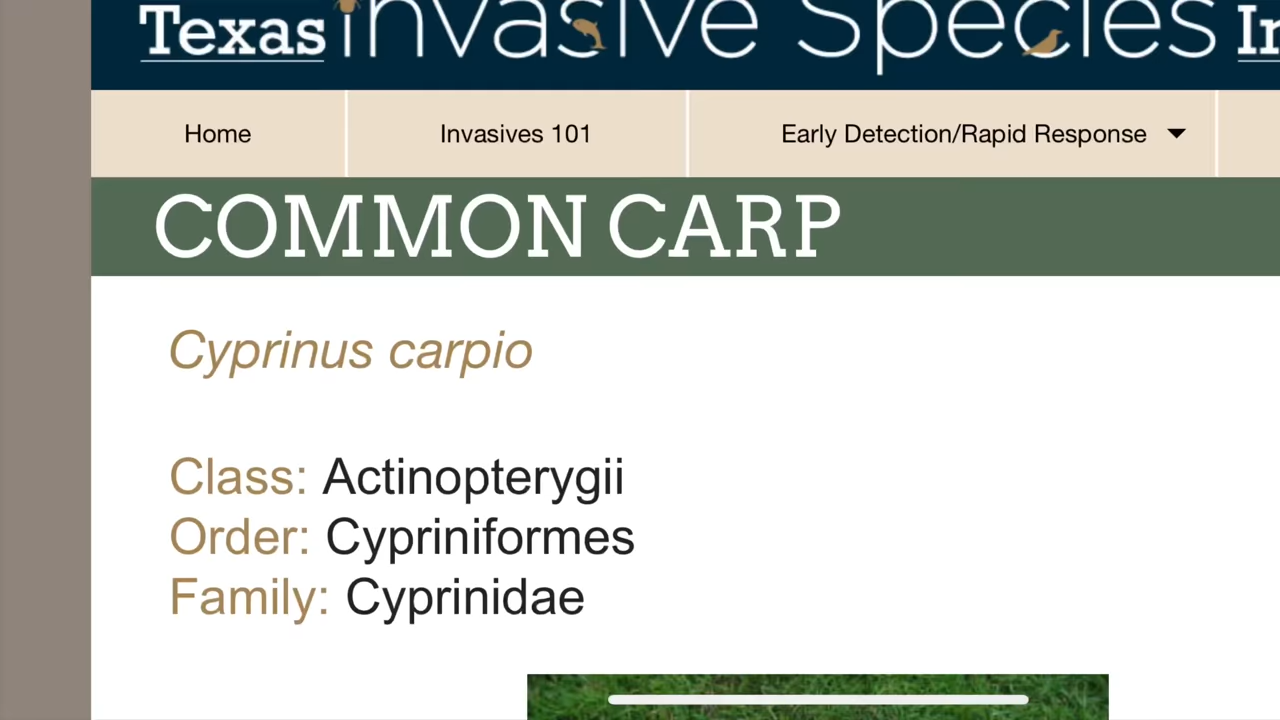 Texas Invasive Species
Home
Invasives 101
Early Detection/Rapid Response
COMMON CARP
Cyprinus carpio
Class: Actinopterygii
Order: Cypriniformes
Family: Cyprinidae